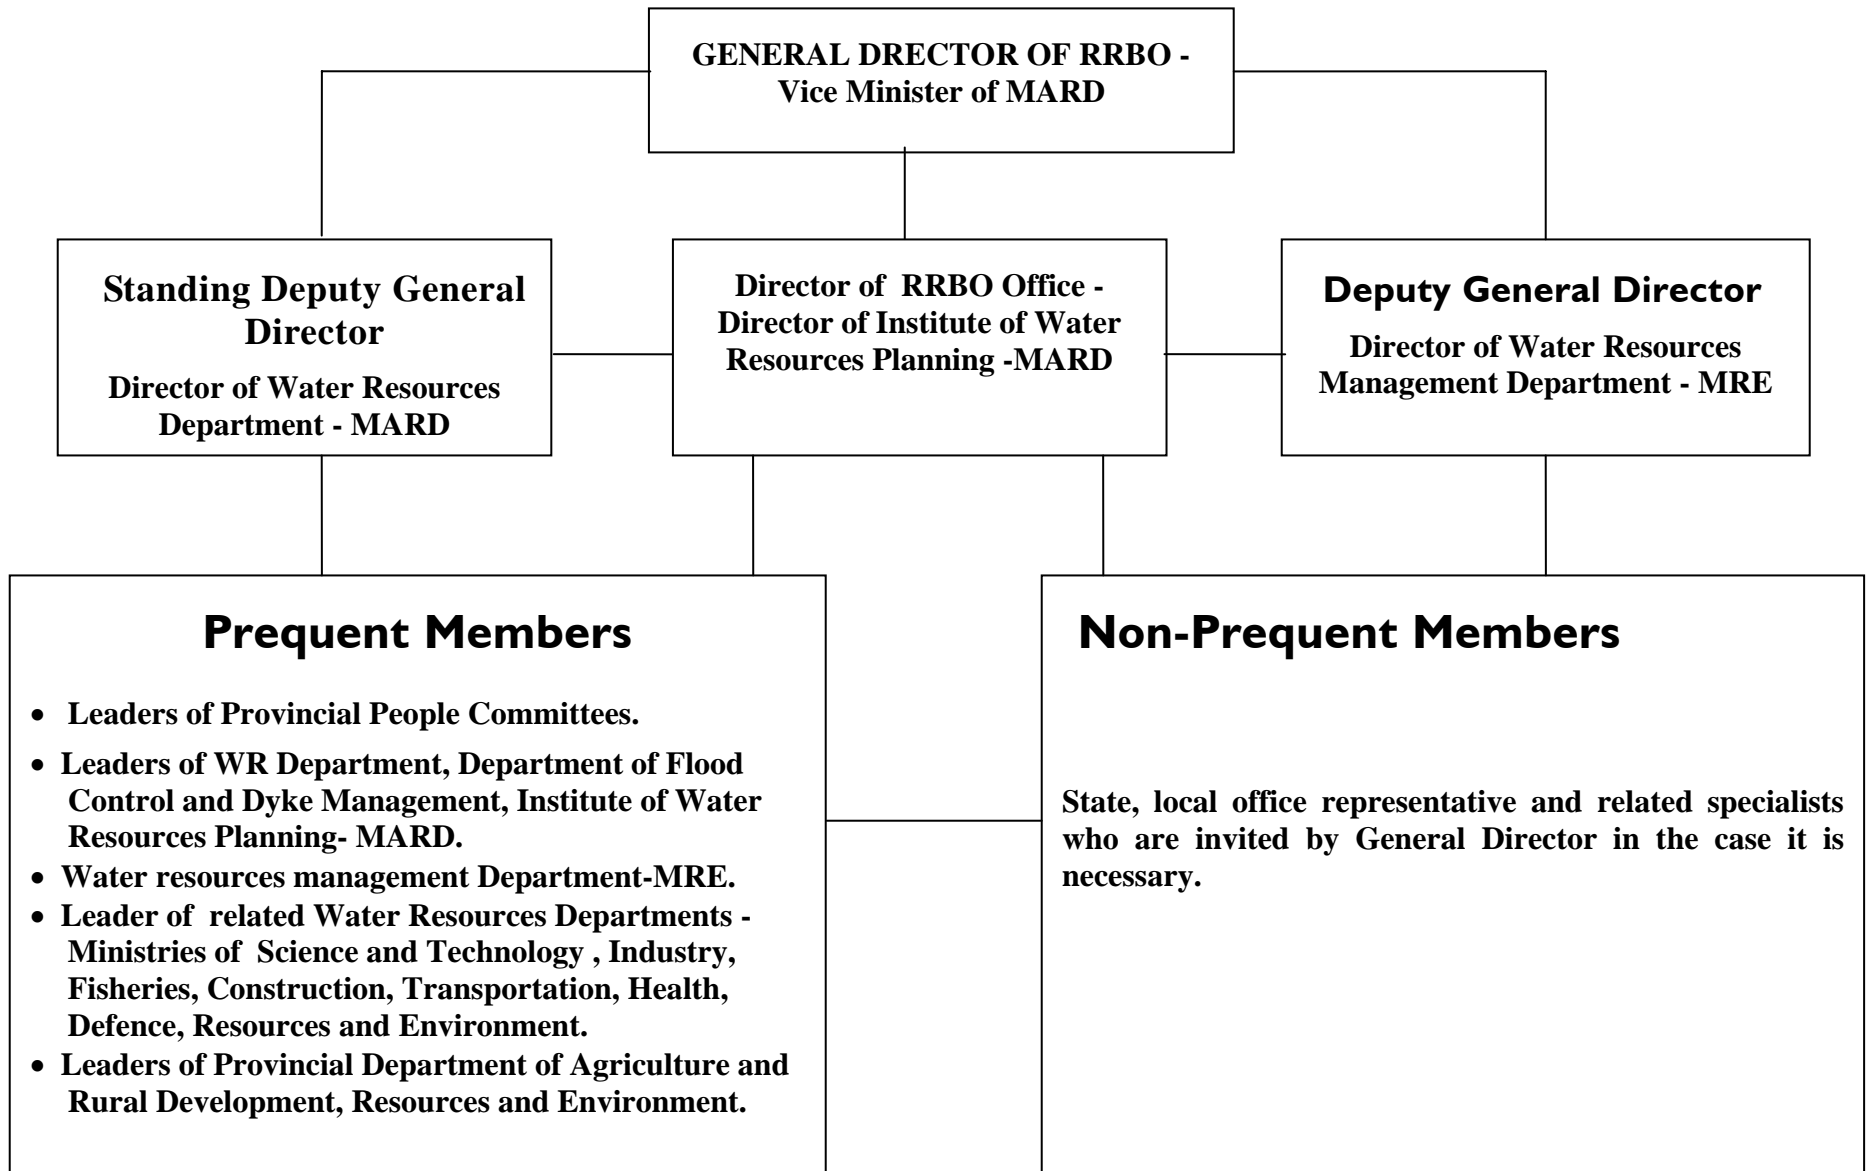 GENERAL DRECTOR OF RRBO -
Vice Minister of MARD
Standing Deputy General
Director
Director of Water Resources
Department - MARD
Director of RRBO Office -
Director of Institute of Water
Resources Planning -MARD
Deputy General Director
Director of Water Resources
Management Department - MRE
Prequent Members
• Leaders of Provincial People Committees.
• Leaders of WR Department, Department of Flood
Control and Dyke Management, Institute of Water
Resources Planning- MARD.
• Water resources management Department-MRE.
• Leader of related Water Resources Departments -
Ministries of Science and Technology , Industry,
Fisheries, Construction, Transportation, Health,
Defence, Resources and Environment.
• Leaders of Provincial Department of Agriculture and
Rural Development, Resources and Environment.
Non-Prequent Members
State, local office representative and related specialists
who are invited by General Director in the case it is
necessary.